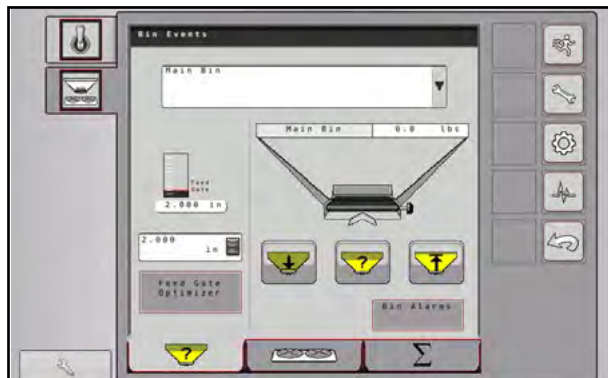 Bin Events
Main Bin
Main Bin 0.0 lbs
Feed
Gate
2.000 in
2.000
in
Feed Gate
Optimizer
? 
Bin Alarms
?
Σ